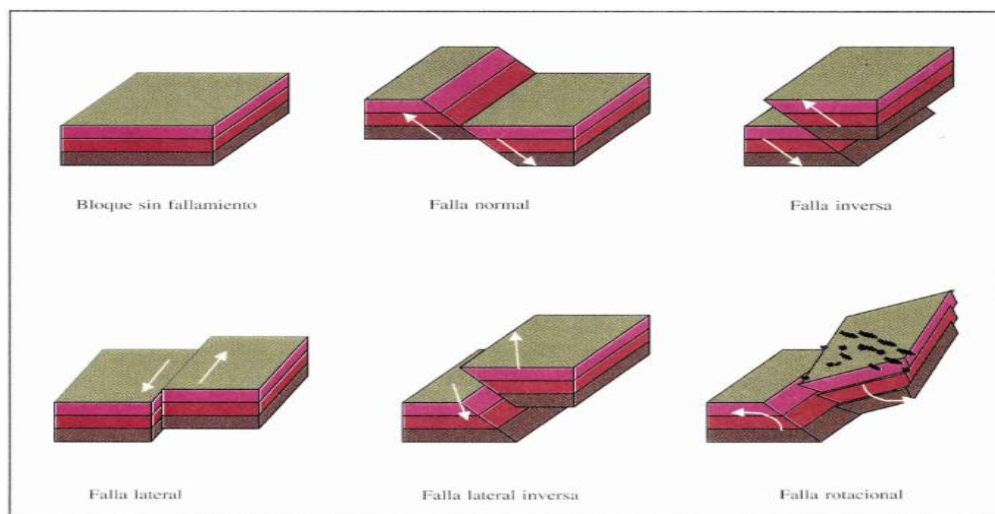 Bloque sin fallamiento
Falla normal
Falla inversa
Falla lateral
Falla lateral inversa
Falla rotacional